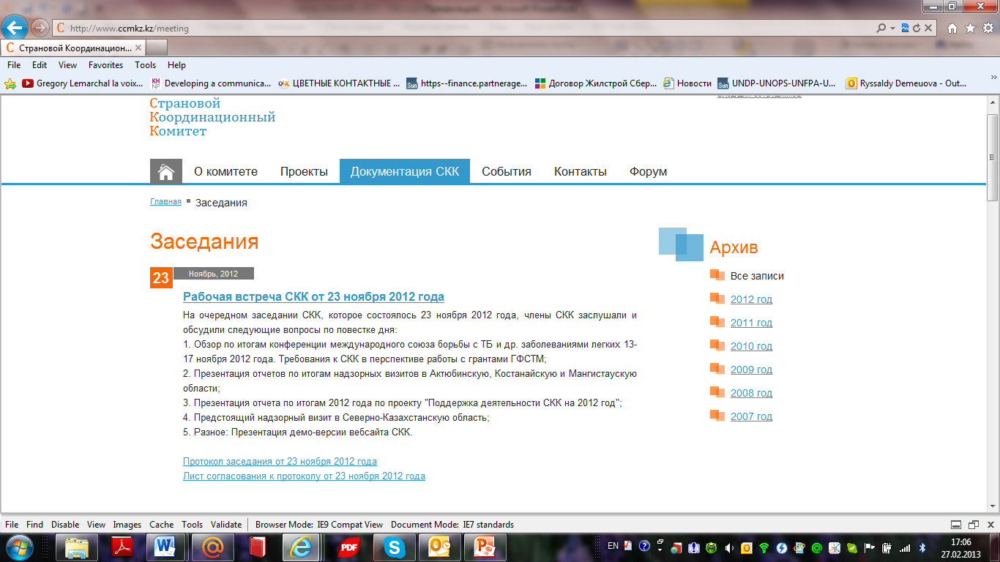 http://www.ccmkz.kz/meeting
Страновой Координацион...
File Edit View Favorites Tools Help
Gregory Lemarchal la voix... Developing a communica... ЦВЕТНЫЕ КОНТАКТНЫЕ ... https--finance.partnerage... Договор Жилстрой Сбер... Новости UNDP-UNOPS-UNFPA-U... Ryssaldy Demeuova - Out...
Страновой
Координационный
Комитет
О комитете Проекты Документация СКК События Контакты Форум
Главная Заседания
Заседания
23 Ноябрь, 2012
Рабочая встреча СКК от 23 ноября 2012 года
На очередном заседании СКК, которое состоялось 23 ноября 2012 года, члены СКК заслушали и
обсудили следующие вопросы по повестке дня:
1. Обзор по итогам конференции международного союза борьбы с ТБ и др. заболеваниями легких 13-
17 ноября 2012 года. Требования к СКК в перспективе работы с грантами ГФСТМ;
2. Презентация отчетов по итогам надзорных визитов в Актюбинскую, Костанайскую и Мангистаускую
области;
3. Презентация отчета по итогам 2012 года по проекту "Поддержка деятельности СКК на 2012 год";
4. Предстоящий надзорный визит в Северно-Казахстанскую область;
5. Разное: Презентация демо-версии вебсайта СКК.
Протокол заседания от 23 ноября 2012 года
Лист согласования к протоколу от 23 ноября 2012 года
Архив
Все записи
2012 год
2011 год
2010 год
2009 год
2008 год
2007 год
File Find Disable View Images Cache Tools Validate Browser Mode: IE9 Compat View Document Mode: IE7 standards
EN 17:06
27.02.2013